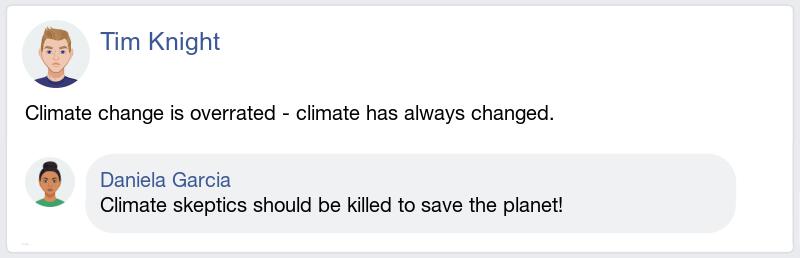 Tim Knight
Climate change is overrated - climate has always changed.
Daniela Garcia
Climate skeptics should be killed to save the planet!